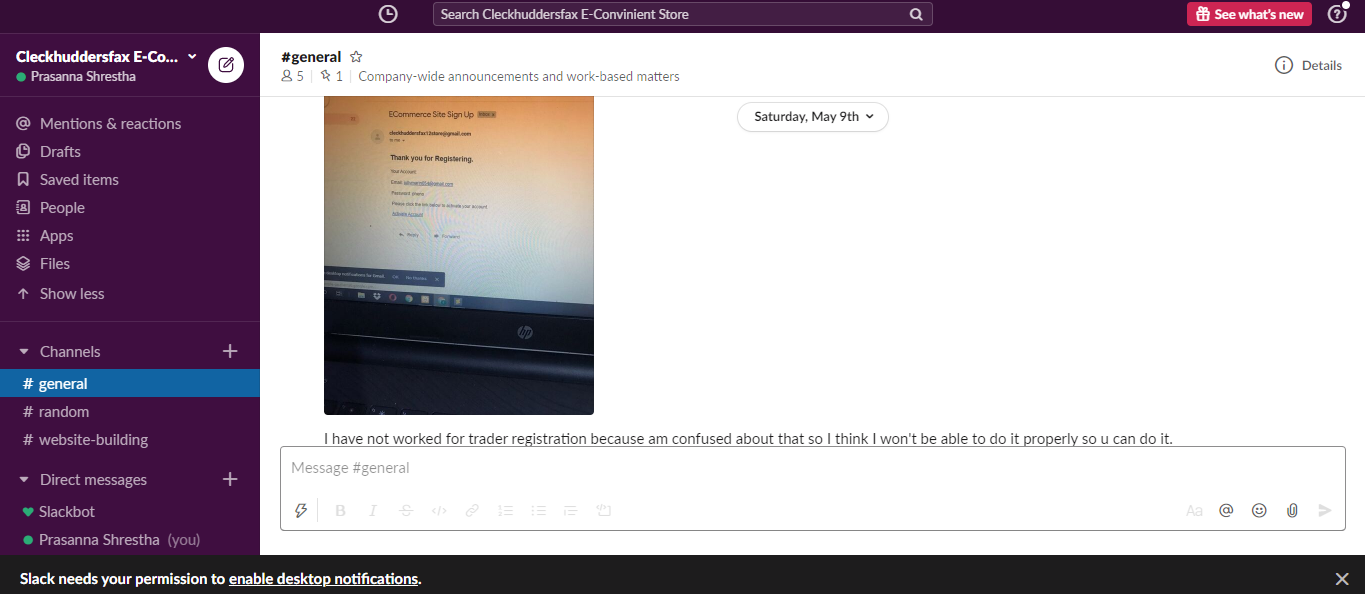 Search Cleckhuddersfax E-Convinient Store
See what's new
Cleckhuddersfax E-Co...
Prasanna Shrestha
#general
5 | 1 | Company-wide announcements and work-based matters
Details
Mentions & reactions
Drafts
Saved items
People
Apps
Files
Show less
Channels
# general
# random
# website-building
Direct messages
Slackbot
Prasanna Shrestha (you)
Saturday, May 9th
ECommerce Site Sign Up
cleckhuddersfax12store@gmail.com
to me
Thank you for Registering.
Your Account:
Email:
Please click the link below to activate your account:
Activate Account
Reply
Forward
hp
I have not worked for trader registration because am confused about that so I think I won't be able to do it properly so u can do it.
Message #general
Aa
Slack needs your permission to enable desktop notifications.